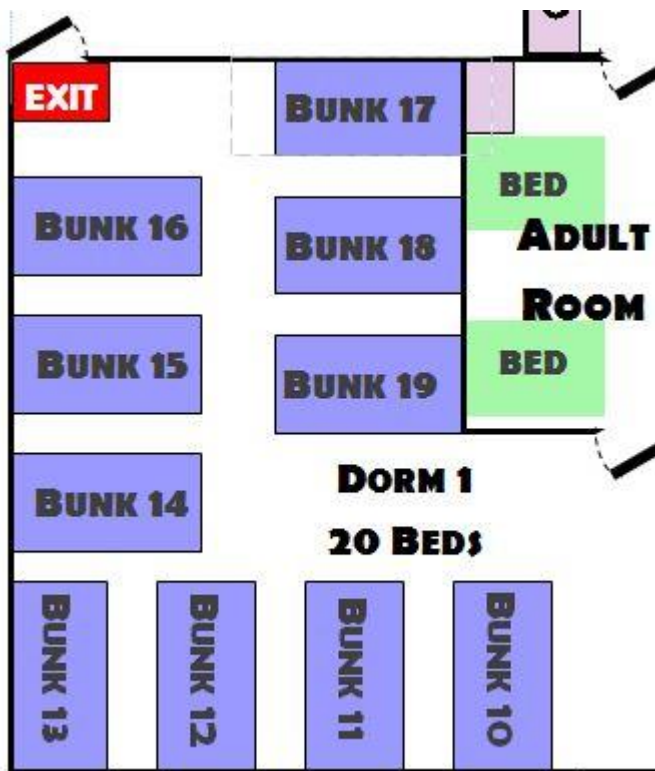 EXIT
BUNK 17
BED
BUNK 16
BUNK 18
ADULT
ROOM
BUNK 15
BUNK 19
BED
DORM 1
BUNK 14
20 BEDS
BUNK 13
BUNK 12
BUNK 11
BUNK 10